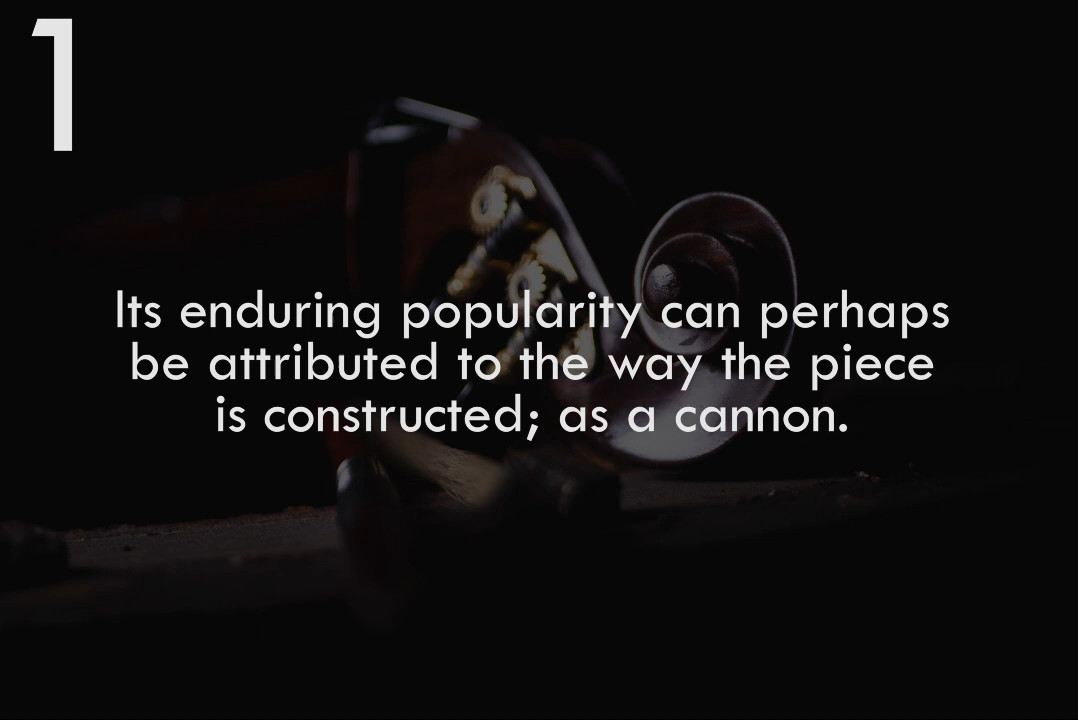 1
Its enduring popularity can perhaps
be attributed to the way the piece
is constructed; as a cannon.